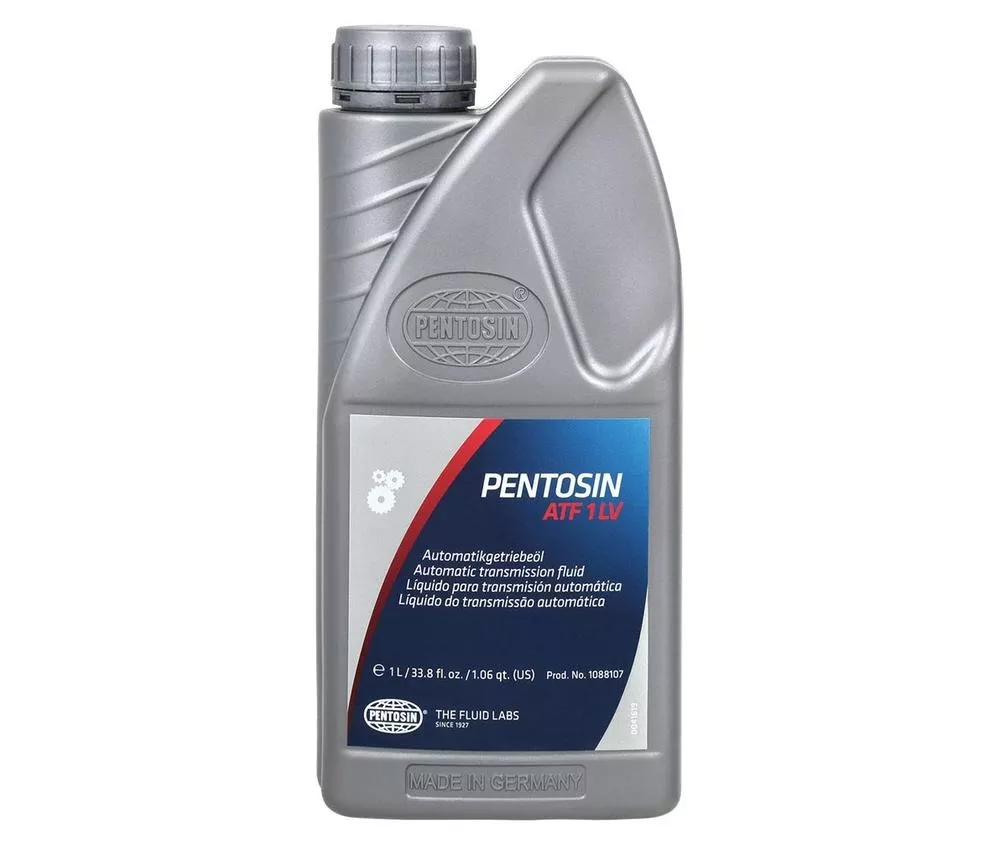 PENTOSIN ®
PENTOSIN
ATF 1 LV
Automatikgetriebeöl
Automatic transmission fluid
Líquido para transmisión automática
Líquido do transmissão automática
℮ 1 L / 33.8 fl. oz. / 1.06 qt. (US) Prod. No. 1088107
PENTOSIN ® THE FLUID LABS
SINCE 1927
0041619
MADE IN GERMANY